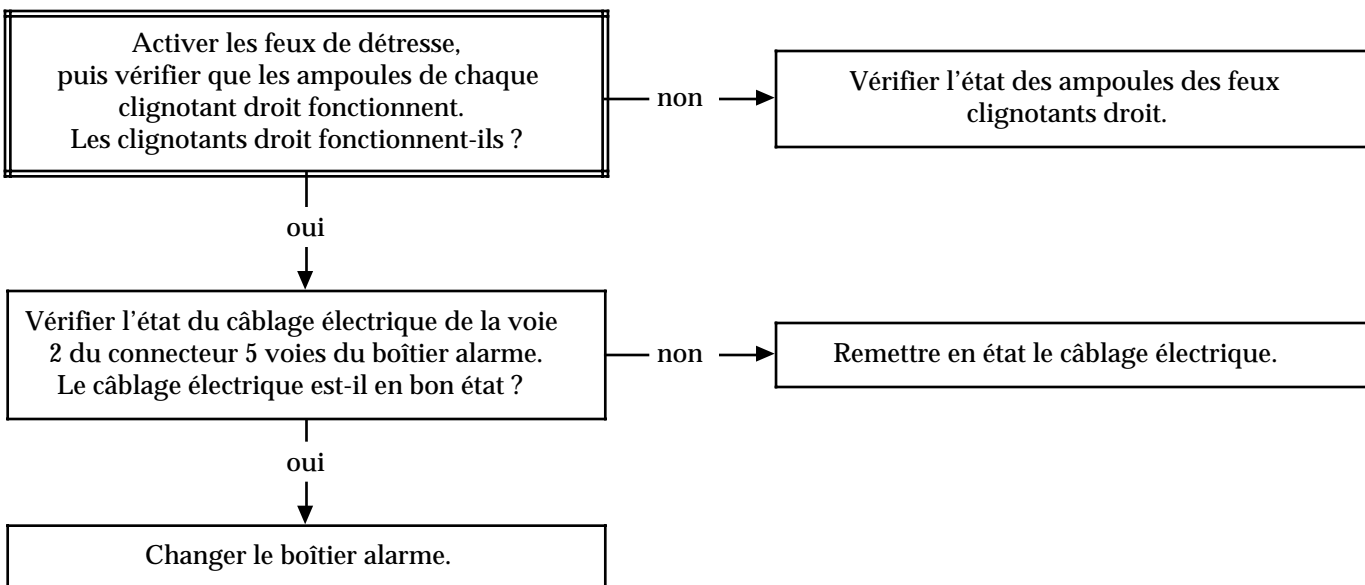 Activer les feux de détresse,
puis vérifier que les ampoules de chaque
clignotant droit fonctionnent.
Les clignotants droit fonctionnent-ils ?
non
Vérifier l'état des ampoules des feux
clignotants droit.
oui
Vérifier l'état du câblage électrique de la voie
2 du connecteur 5 voies du boîtier alarme.
Le câblage électrique est-il en bon état ?
non
Remettre en état le câblage électrique.
oui
Changer le boîtier alarme.